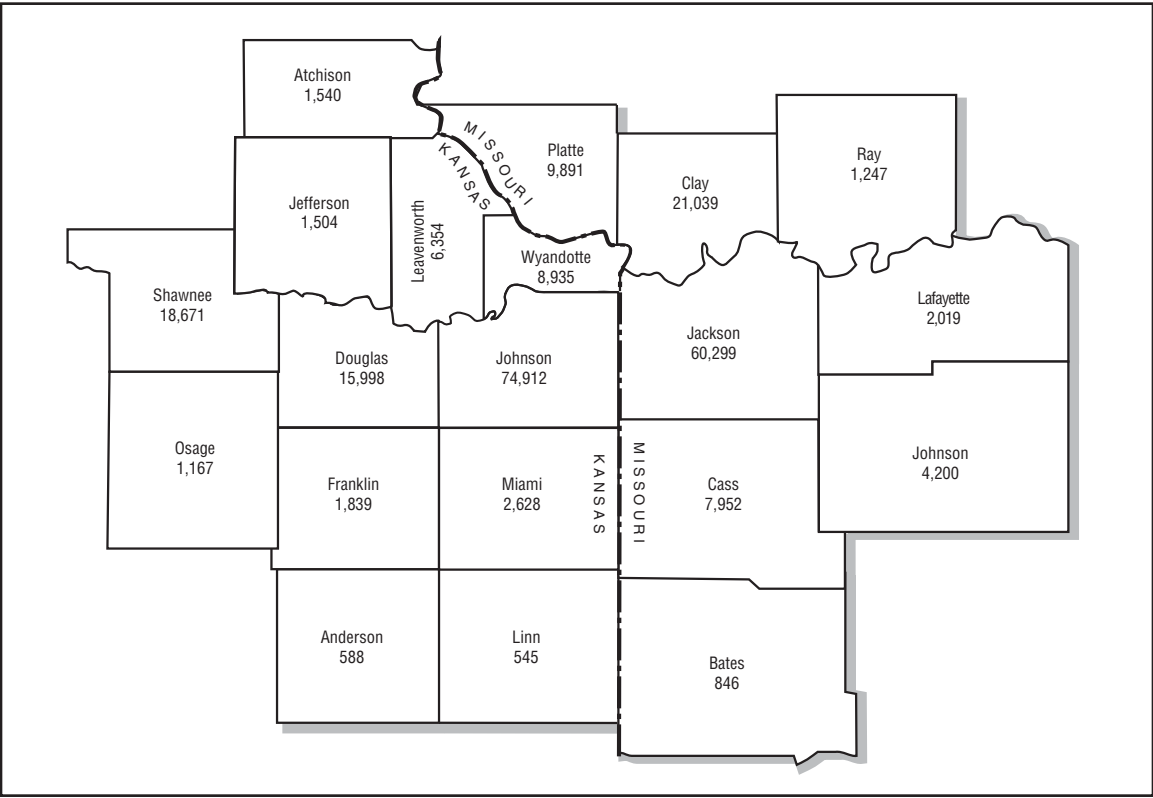 Atchison
1,540
MISSOURI
KANSAS
Platte
9,891
Clay
21,039
Ray
1,247
Jefferson
1,504
Leavenworth
6,354
Wyandotte
8,935
Shawnee
18,671
Lafayette
2,019
Jackson
60,299
Douglas
15,998
Johnson
74,912
Osage
1,167
Franklin
1,839
Miami
2,628
KANSAS
MISSOURI
Cass
7,952
Johnson
4,200
Anderson
588
Linn
545
Bates
846